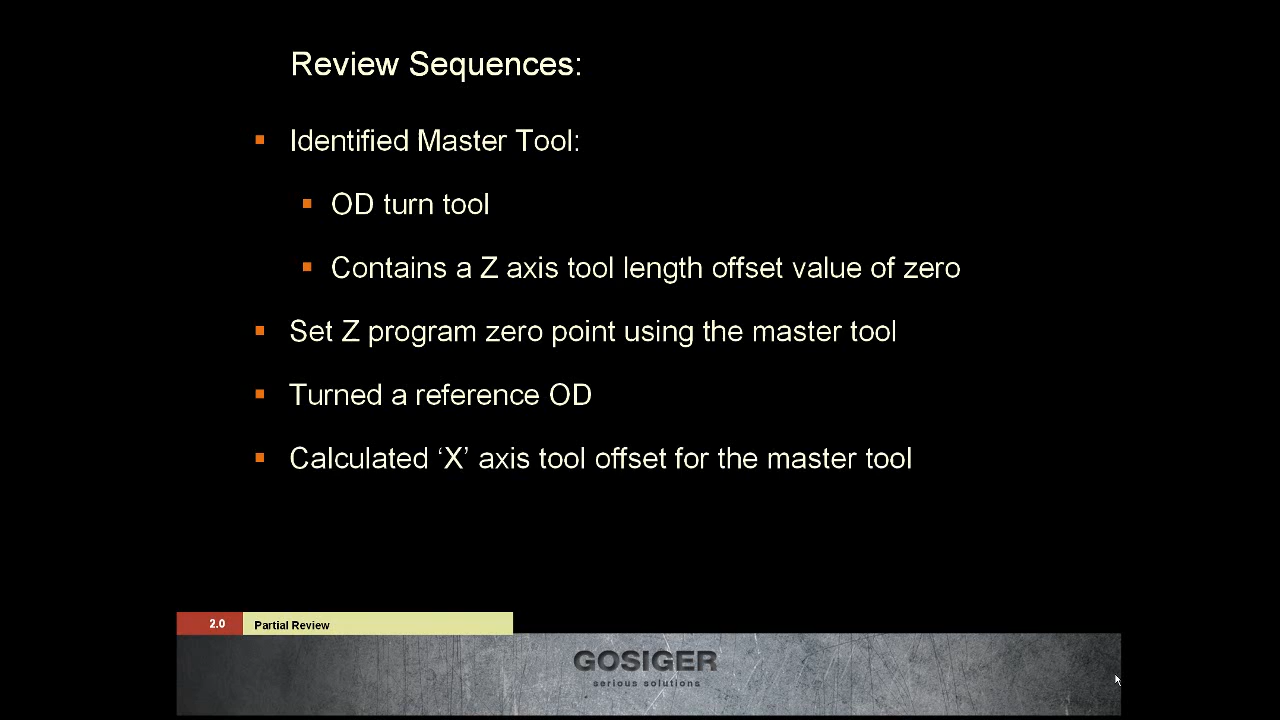 Review Sequences:
Identified Master Tool:
OD turn tool
Contains a Z axis tool length offset value of zero
Set Z program zero point using the master tool
Turned a reference OD
Calculated ‘X’ axis tool offset for the master tool
2.0 Partial Review
GOSIGER
serious solutions